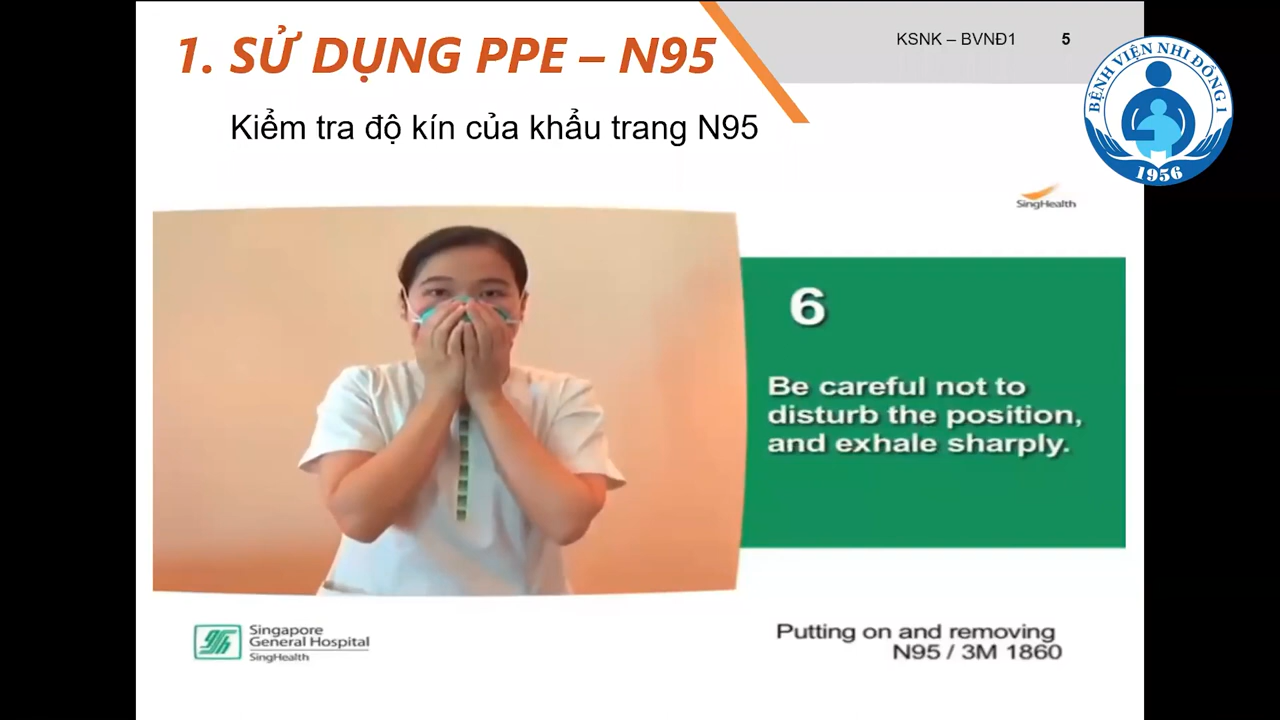 1. SỬ DỤNG PPE – N95
KSNK – BVNĐ1
5
BỆNH VIỆN NHI ĐỒNG 1
1956
Kiểm tra độ kín của khẩu trang N95
SingHealth
6
Be careful not to
disturb the position,
and exhale sharply.
Singapore
General Hospital
SingHealth
Putting on and removing
N95 / 3M 1860